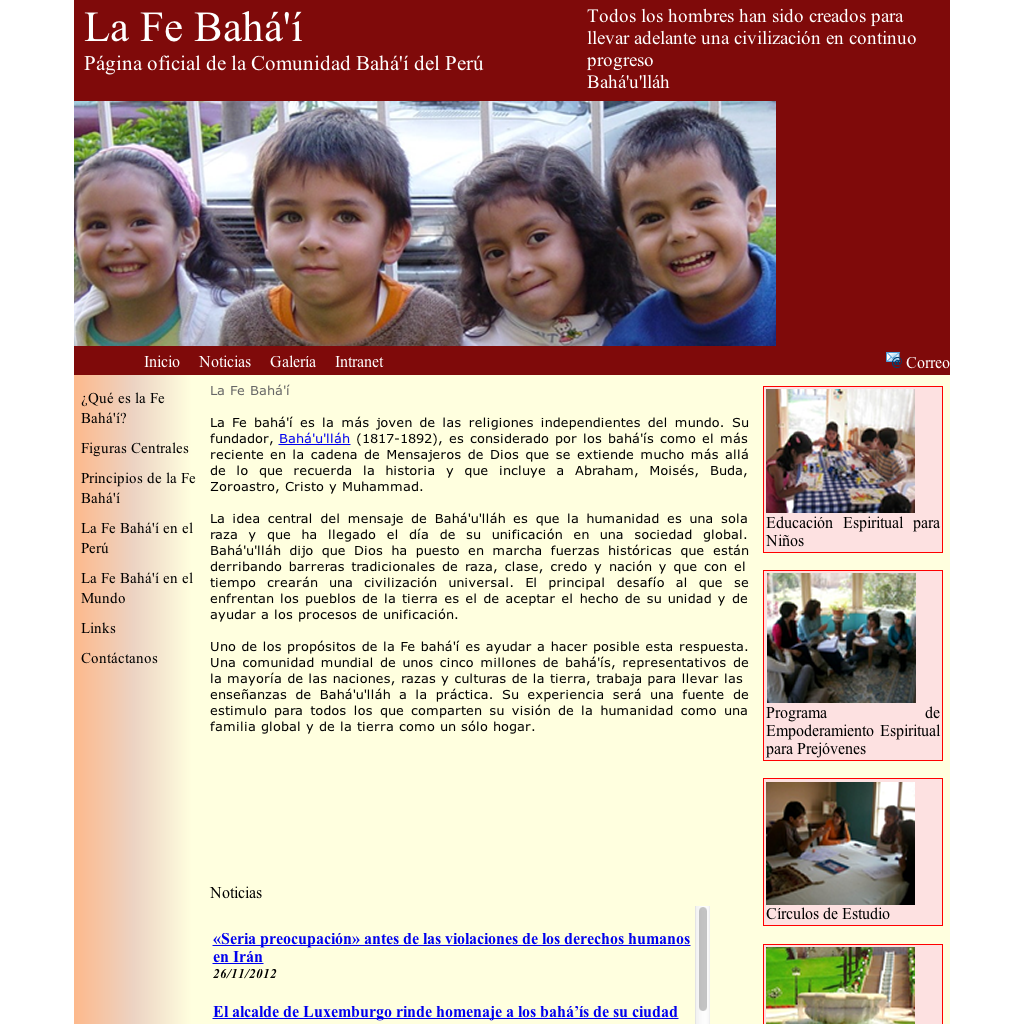 La Fe Bahá'í
Página oficial de la Comunidad Bahá'í del Perú
Todos los hombres han sido creados para
llevar adelante una civilización en continuo
progreso
Bahá'u'lláh
Inicio Noticias Galería Intranet
Correo
¿Qué es la Fe
Bahá'í?
Figuras Centrales
Principios de la Fe
Bahá'í
La Fe Bahá'í en el
Perú
La Fe Bahá'í en el
Mundo
Links
Contáctanos
La Fe Bahá'í
La Fe bahá'í es la más joven de las religiones independientes del mundo. Su
fundador, Bahá'u'lláh (1817-1892), es considerado por los bahá'ís como el más
reciente en la cadena de Mensajeros de Dios que se extiende mucho más allá
de lo que recuerda la historia y que incluye a Abraham, Moisés, Buda,
Zoroastro, Cristo y Muhammad.
La idea central del mensaje de Bahá'u'lláh es que la humanidad es una sola
raza y que ha llegado el día de su unificación en una sociedad global.
Bahá'u'lláh dijo que Dios ha puesto en marcha fuerzas históricas que están
derribando barreras tradicionales de raza, clase, credo y nación y que con el
tiempo crearán una civilización universal. El principal desafío al que se
enfrentan los pueblos de la tierra es el de aceptar el hecho de su unidad y de
ayudar a los procesos de unificación.
Uno de los propósitos de la Fe bahá'í es ayudar a hacer posible esta respuesta.
Una comunidad mundial de unos cinco millones de bahá'ís, representativos de
la mayoría de las naciones, razas y culturas de la tierra, trabaja para llevar las
enseñanzas de Bahá'u'lláh a la práctica. Su experiencia será una fuente de
estimulo para todos los que comparten su visión de la humanidad como una
familia global y de la tierra como un sólo hogar.
Noticias
«Seria preocupación» antes de las violaciones de los derechos humanos
en Irán
26/11/2012
El alcalde de Luxemburgo rinde homenaje a los bahá’ís de su ciudad
Educación Espiritual para
Niños
Programa de
Empoderamiento Espiritual
para Prejóvenes
Círculos de Estudio